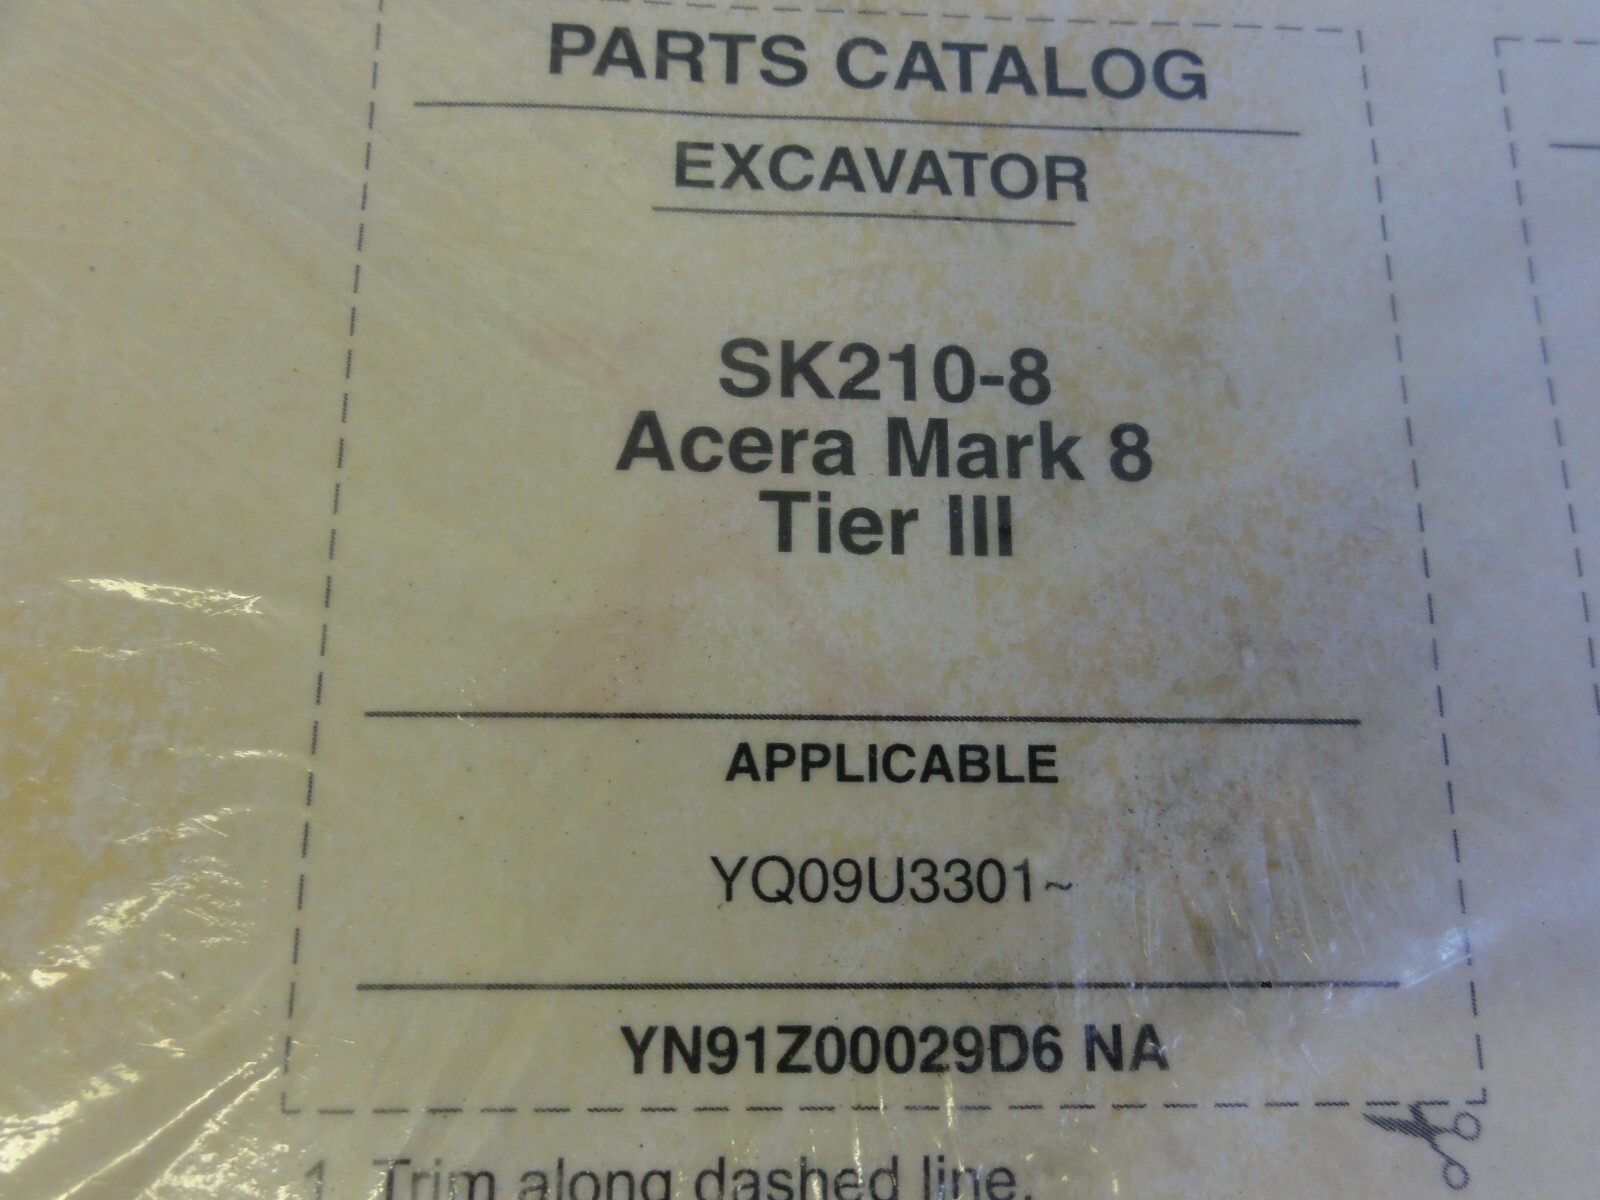 PARTS CATALOG
EXCAVATOR
SK210-8
Acera Mark 8
Tier III
APPLICABLE
YQ09U3301~
YN91Z00029D6 NA
1. Trim along dashed line.